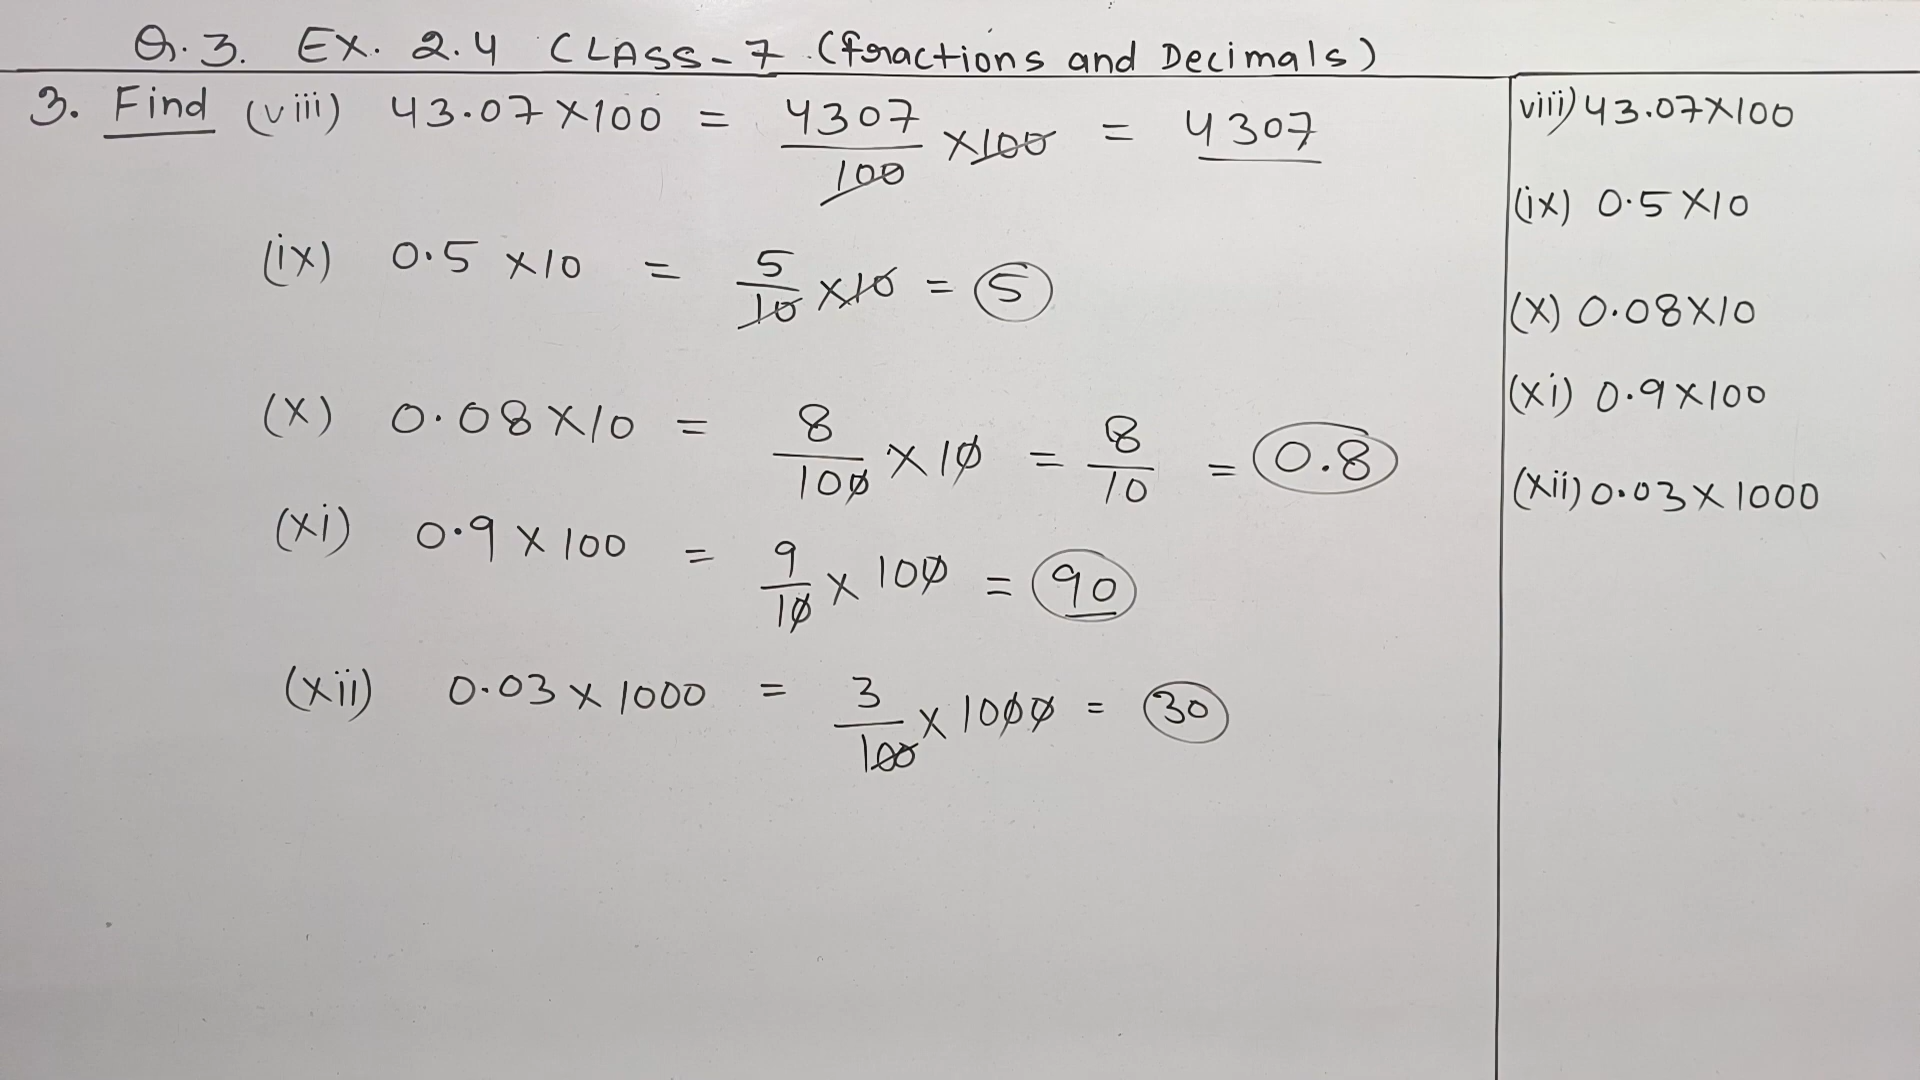 Q.3. EX. 2.4 CLASS-7 (fractions and Decimals)
3. Find (viii) 43.07 × 100 = 4307/100 × 100 = 4307
(ix) 0.5 × 10 = 5/10 × 10 = 5
(x) 0.08 × 10 = 8/100 × 10 = 8/10 = 0.8
(xi) 0.9 × 100 = 9/10 × 100 = 90
(xii) 0.03 × 1000 = 3/100 × 1000 = 30
viii) 43.07×100
(ix) 0.5 ×10
(x) 0.08×10
(xi) 0.9×100
(xii) 0.03 × 1000